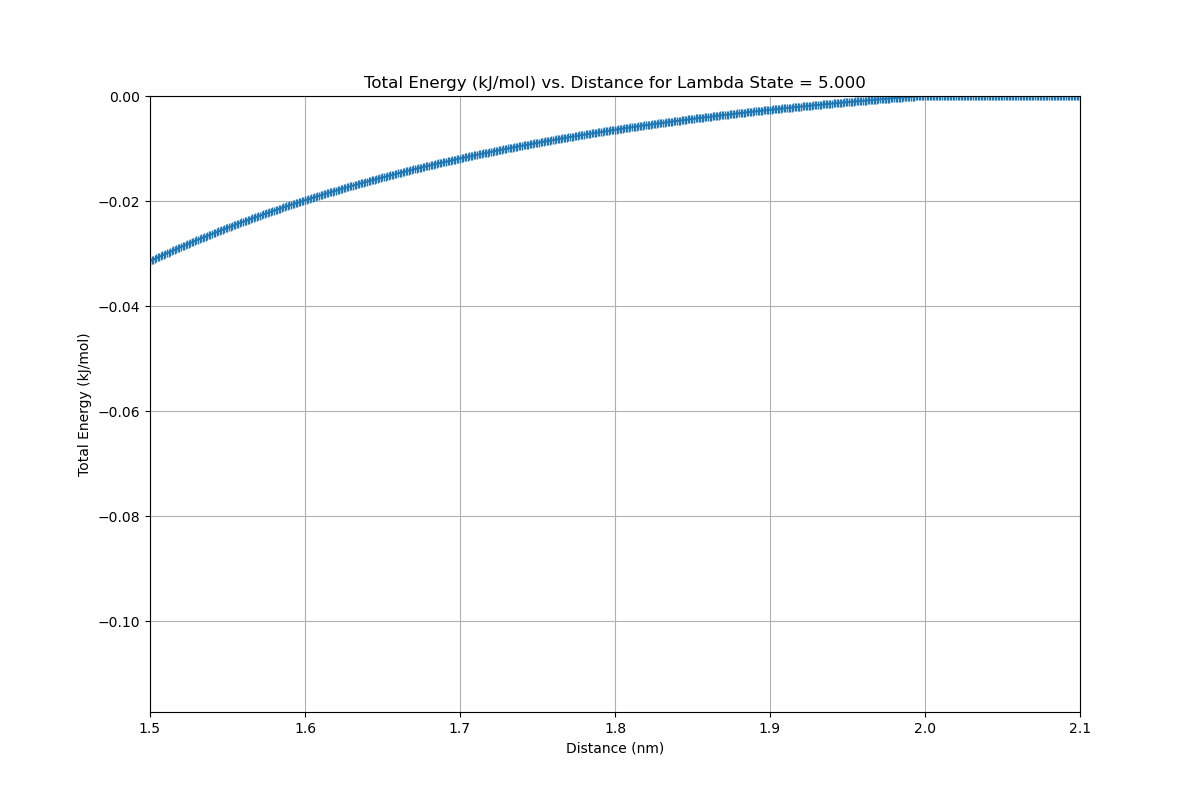 Total Energy (kJ/mol) vs. Distance for Lambda State = 5.000
0.00
−0.02
−0.04
−0.06
−0.08
−0.10
Total Energy (kJ/mol)
1.5 1.6 1.7 1.8 1.9 2.0 2.1
Distance (nm)